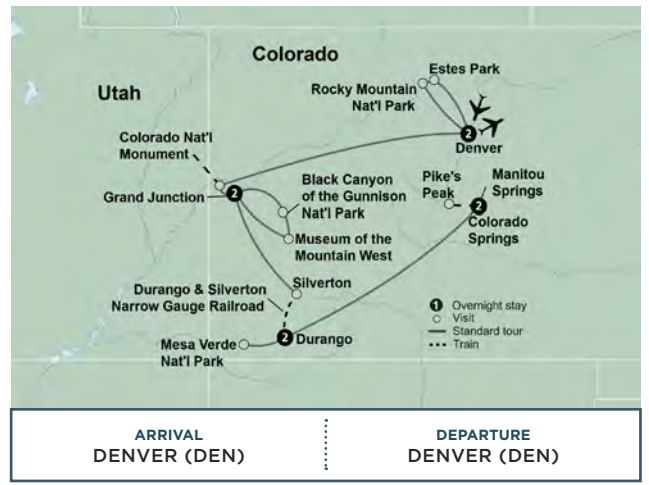 Colorado
Utah
Estes Park
Rocky Mountain
Nat'l Park
2
Denver
Colorado Nat'l
Monument
Grand Junction
2
Black Canyon
of the Gunnison
Nat'l Park
Museum of the
Mountain West
Pike's
Peak
Manitou
Springs
2
Colorado
Springs
Silverton
Durango & Silverton
Narrow Gauge Railroad
Mesa Verde
Nat'l Park
2
Durango
1 Overnight stay
Visit
Standard tour
Train
ARRIVAL
DENVER (DEN)
DEPARTURE
DENVER (DEN)